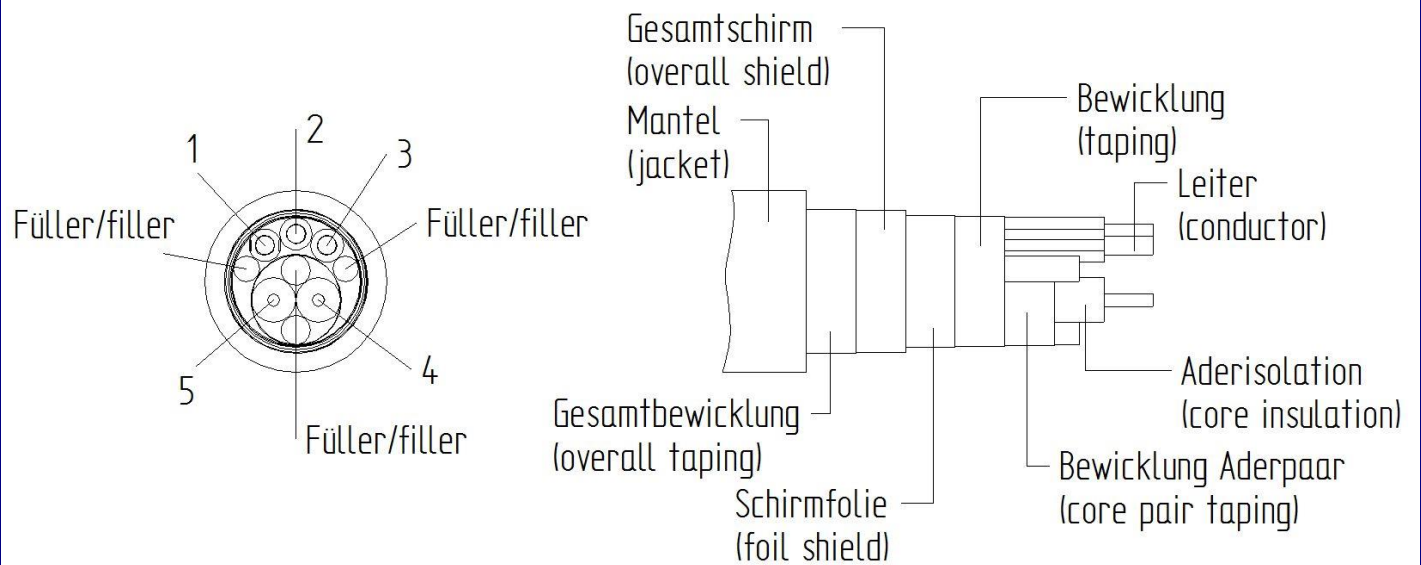 1
2
3
Füller/filler
Füller/filler
5
4
Füller/filler
Gesamtschirm
(overall shield)
Mantel
(jacket)
Bewicklung
(taping)
Leiter
(conductor)
Aderisolation
(core insulation)
Gesamtbewicklung
(overall taping)
Bewicklung Aderpaar
(core pair taping)
Schirmfolie
(foil shield)